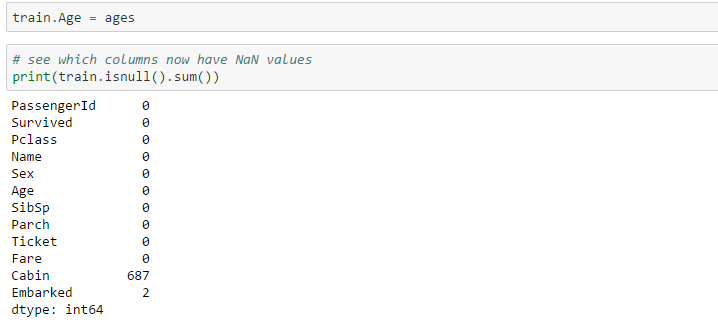 train.Age = ages
# see which columns now have NaN values
print(train.isnull().sum())
PassengerId 0
Survived 0
Pclass 0
Name 0
Sex 0
Age 0
SibSp 0
Parch 0
Ticket 0
Fare 0
Cabin 687
Embarked 2
dtype: int64